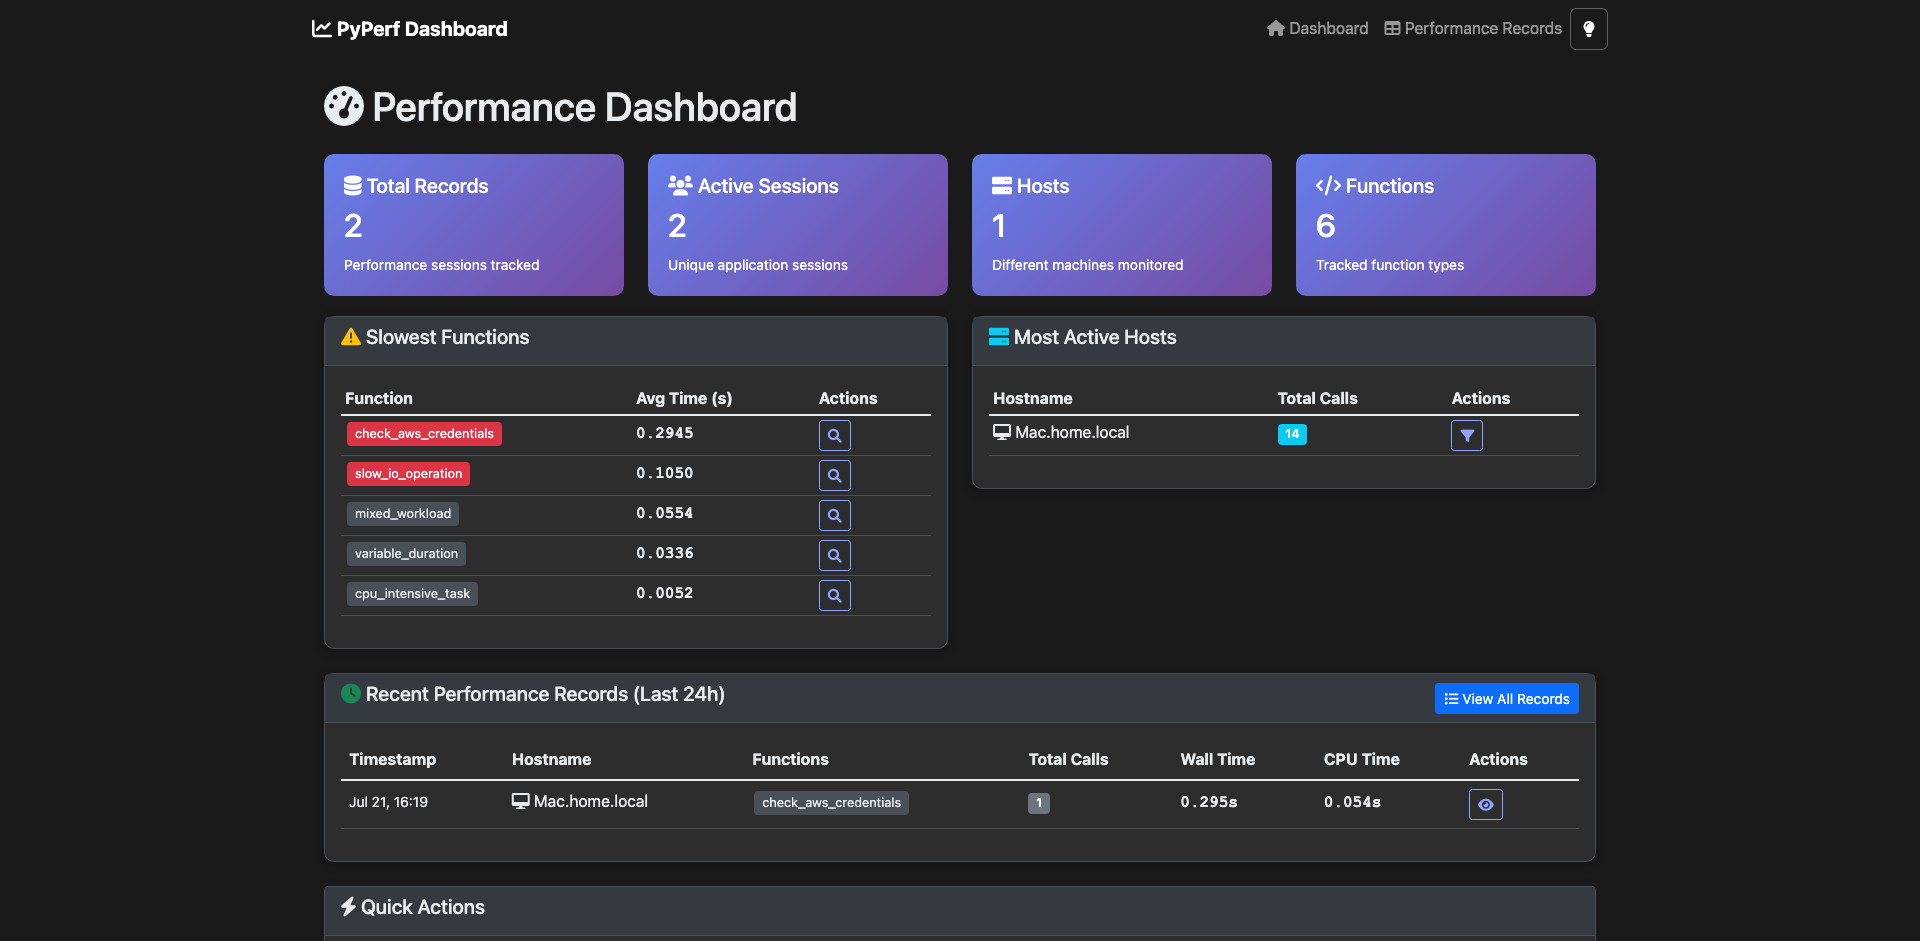 PyPerf Dashboard
Dashboard Performance Records
Performance Dashboard
Total Records
2
Performance sessions tracked
Active Sessions
2
Unique application sessions
Hosts
1
Different machines monitored
Functions
6
Tracked function types
Slowest Functions
Function Avg Time (s) Actions
check_aws_credentials 0.2945
slow_io_operation 0.1050
mixed_workload 0.0554
variable_duration 0.0336
cpu_intensive_task 0.0052
Most Active Hosts
Hostname Total Calls Actions
Mac.home.local 14
Recent Performance Records (Last 24h)
View All Records
Timestamp Hostname Functions Total Calls Wall Time CPU Time Actions
Jul 21, 16:19 Mac.home.local check_aws_credentials 1 0.295s 0.054s
Quick Actions